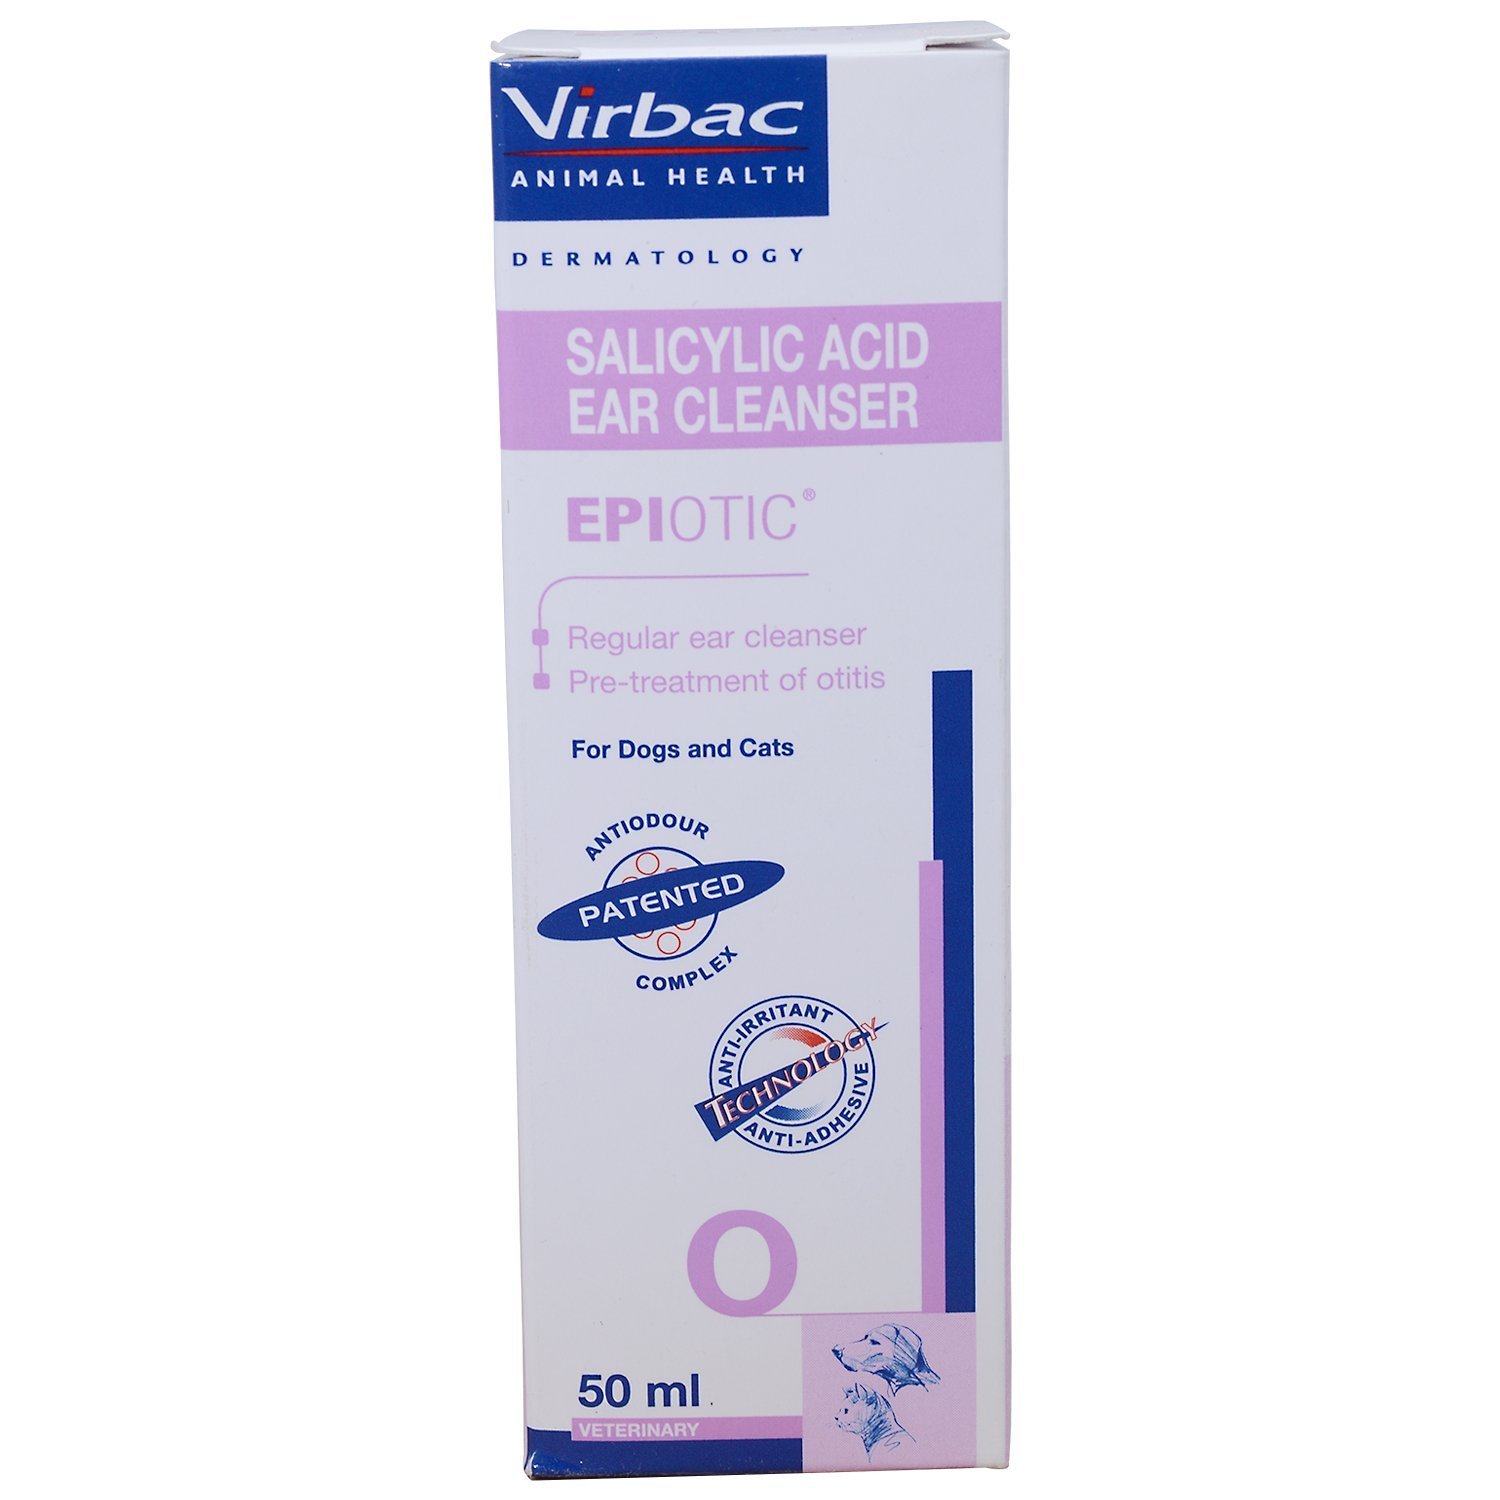 Virbac
ANIMAL HEALTH
DERMATOLOGY
SALICYLIC ACID
EAR CLEANSER
EPIOTIC®
Regular ear cleanser
Pre-treatment of otitis
For Dogs and Cats
ANTIODOUR
PATENTED
COMPLEX
ANTI-IRRITANT
TECHNOLOGY
ANTI-ADHESIVE
O
50 ml
VETERINARY